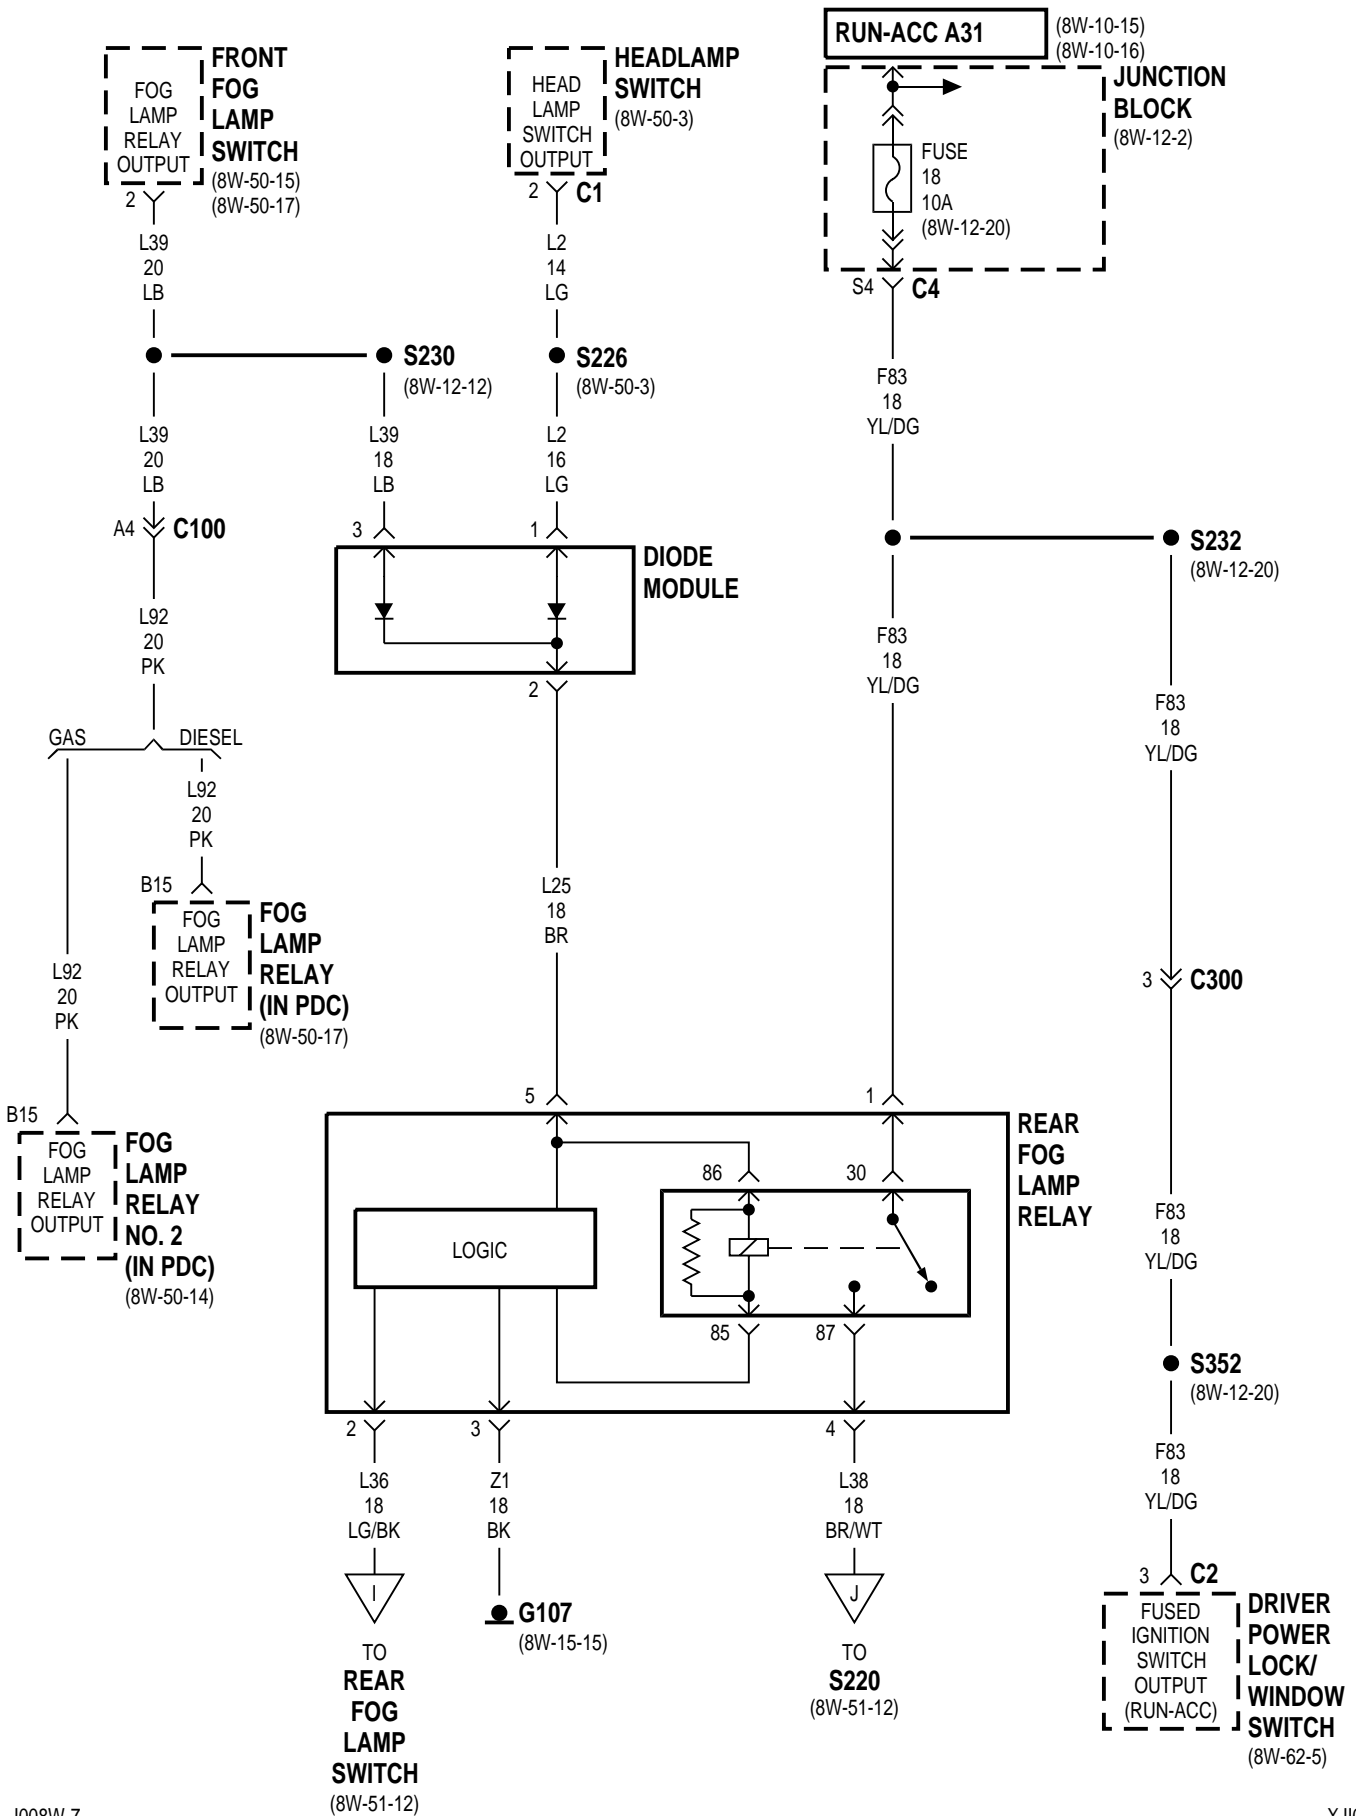 RUN-ACC A31
(8W-10-15)
(8W-10-16)
FRONT
FOG
LAMP
SWITCH
(8W-50-15)
(8W-50-17)
FOG
LAMP
RELAY
OUTPUT
2
HEADLAMP
SWITCH
(8W-50-3)
HEAD
LAMP
SWITCH
OUTPUT
2
C1
JUNCTION
BLOCK
(8W-12-2)
FUSE
18
10A
(8W-12-20)
S4
C4
L39
20
LB
L2
14
LG
S230
(8W-12-12)
S226
(8W-50-3)
F83
18
YL/DG
L39
20
LB
L39
18
LB
L2
16
LG
A4
C100
3
1
DIODE
MODULE
S232
(8W-12-20)
L92
20
PK
F83
18
YL/DG
2
F83
18
YL/DG
GAS
DIESEL
L92
20
PK
B15
FOG
LAMP
RELAY
OUTPUT
FOG
LAMP
RELAY
(IN PDC)
(8W-50-17)
L25
18
BR
L92
20
PK
3
C300
B15
FOG
LAMP
RELAY
OUTPUT
FOG
LAMP
RELAY
NO. 2
(IN PDC)
(8W-50-14)
5
1
REAR
FOG
LAMP
RELAY
86
30
LOGIC
85
87
F83
18
YL/DG
S352
(8W-12-20)
2
3
4
L36
18
LG/BK
Z1
18
BK
L38
18
BR/WT
F83
18
YL/DG
I
TO
REAR
FOG
LAMP
SWITCH
(8W-51-12)
G107
(8W-15-15)
J
TO
S220
(8W-51-12)
3
C2
FUSED
IGNITION
SWITCH
OUTPUT
(RUN-ACC)
DRIVER
POWER
LOCK/
WINDOW
SWITCH
(8W-62-5)
J008W-7